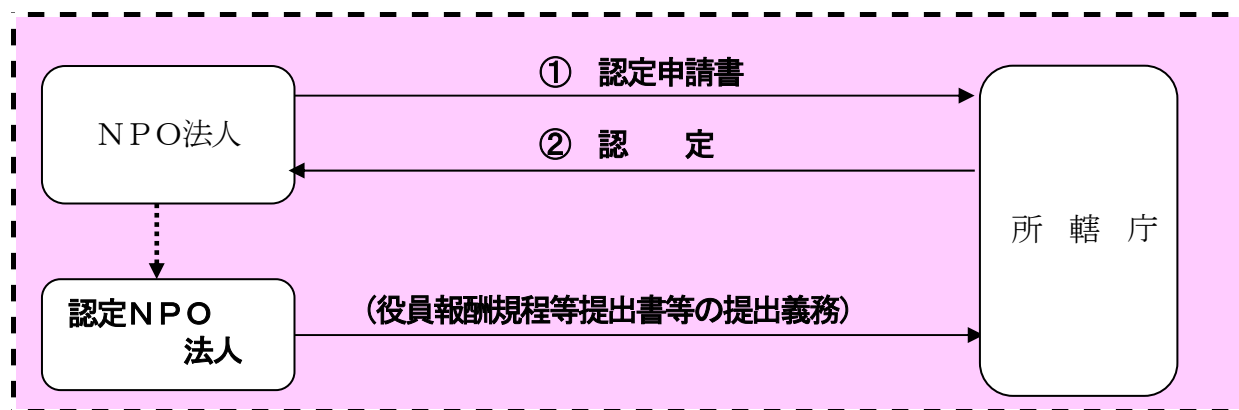 ① 認定申請書
NPO法人
② 認　　定
所　轄　庁
認定NPO
法人
（役員報酬規程等提出書等の提出義務）